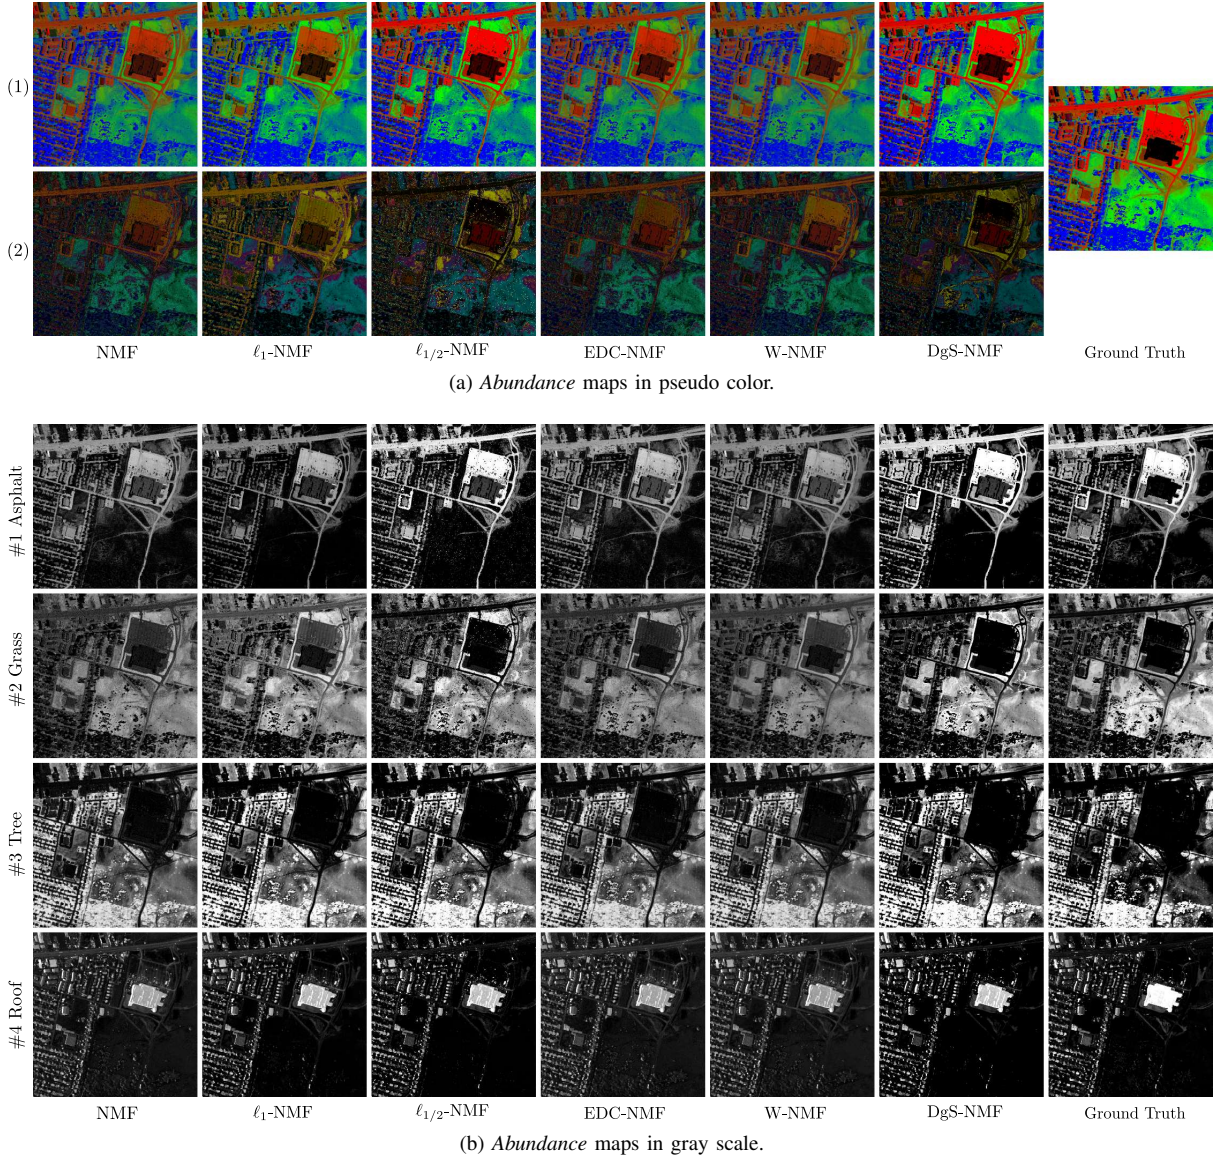 (1)
(2)
NMF ℓ₁-NMF ℓ₁/₂-NMF EDC-NMF W-NMF DgS-NMF Ground Truth
(a) Abundance maps in pseudo color.
#1 Asphalt
#2 Grass
#3 Tree
#4 Roof
NMF ℓ₁-NMF ℓ₁/₂-NMF EDC-NMF W-NMF DgS-NMF Ground Truth
(b) Abundance maps in gray scale.